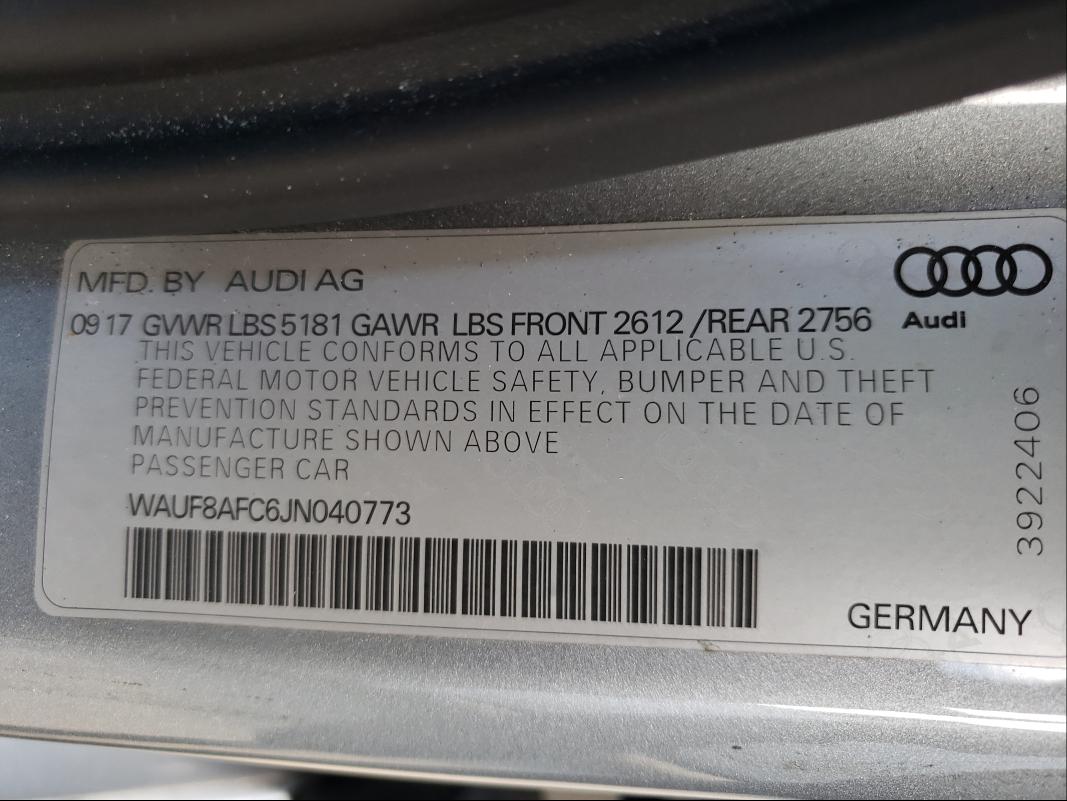 MFD. BY AUDI AG
09 17 GVWR LBS 5181 GAWR LBS FRONT 2612 /REAR 2756
Audi
THIS VEHICLE CONFORMS TO ALL APPLICABLE U.S.
FEDERAL MOTOR VEHICLE SAFETY, BUMPER AND THEFT
PREVENTION STANDARDS IN EFFECT ON THE DATE OF
MANUFACTURE SHOWN ABOVE
PASSENGER CAR
WAUF8AFC6JN040773
3922406
GERMANY